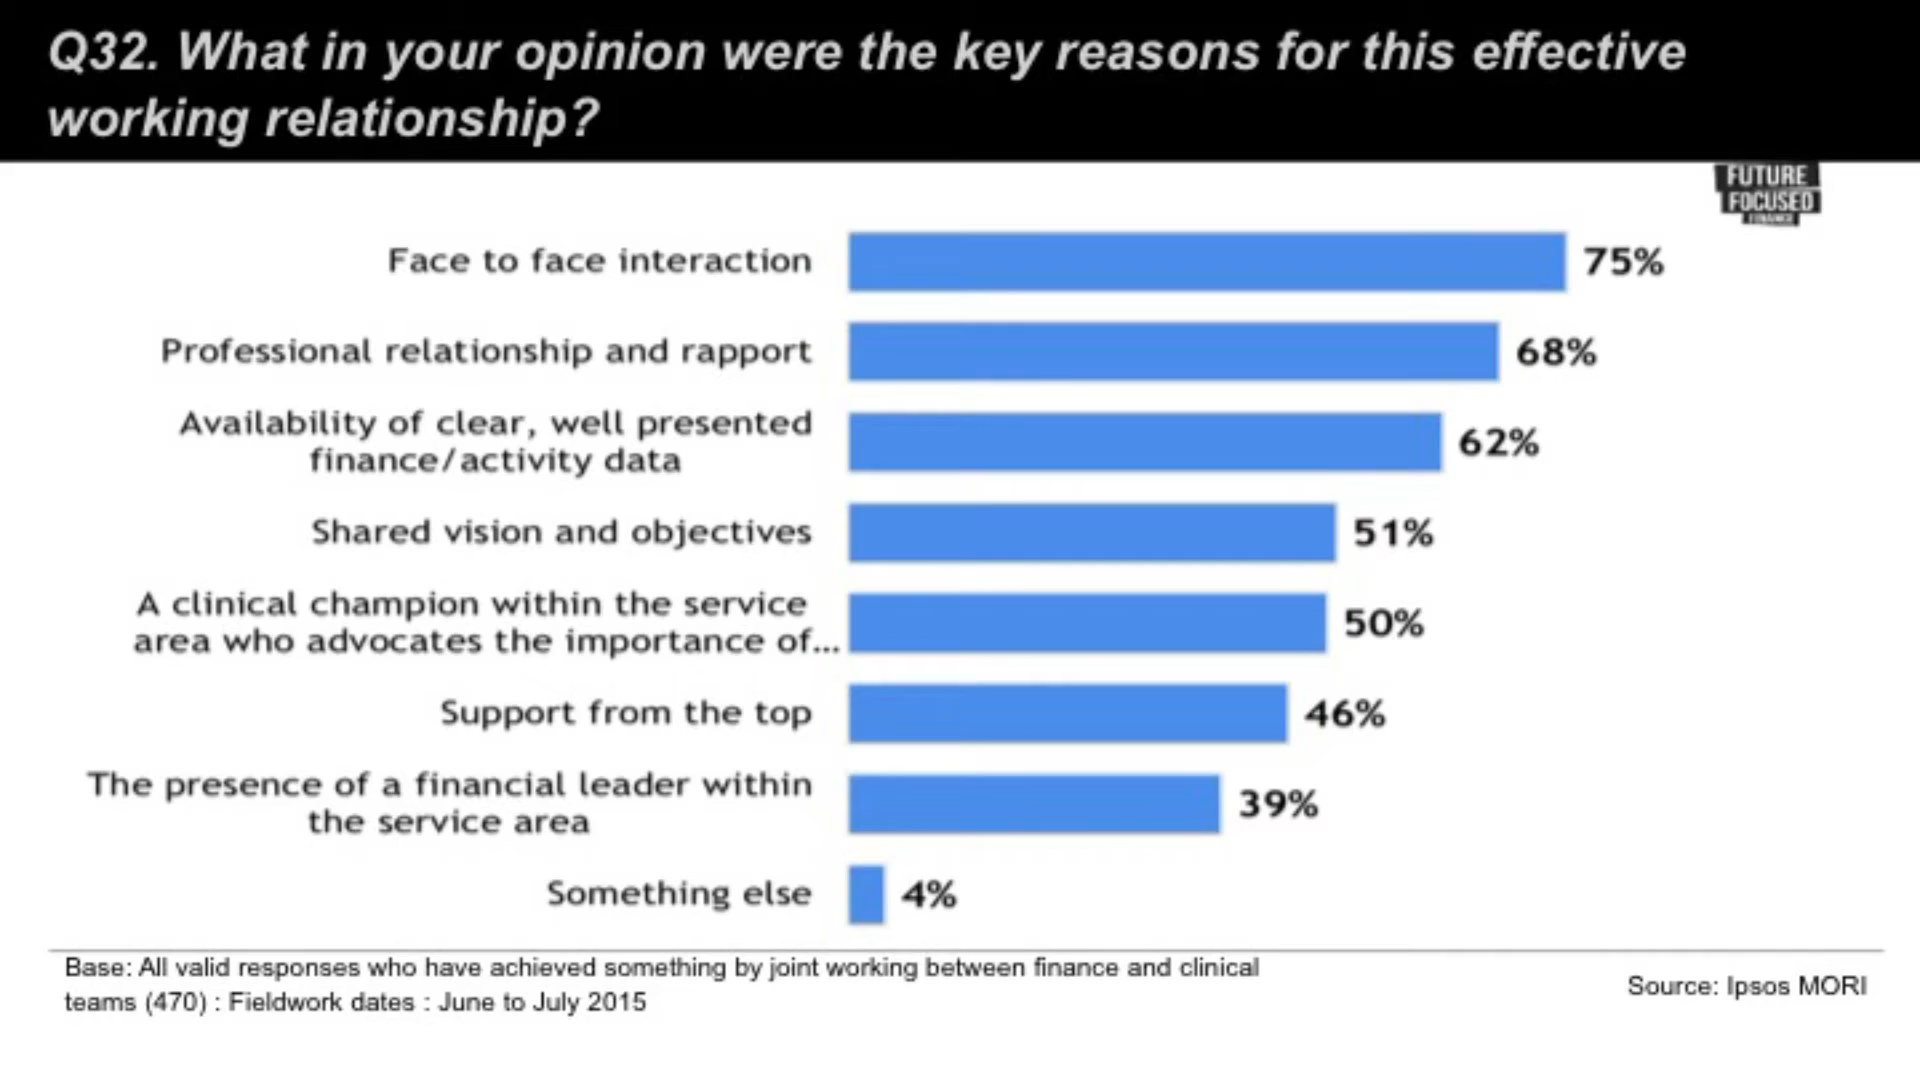 Q32. What in your opinion were the key reasons for this effective
working relationship?
FUTURE
FOCUSED
FINANCE
Face to face interaction
75%
Professional relationship and rapport
68%
Availability of clear, well presented
finance/activity data
62%
Shared vision and objectives
51%
A clinical champion within the service
area who advocates the importance of...
50%
Support from the top
46%
The presence of a financial leader within
the service area
39%
Something else
4%
Base: All valid responses who have achieved something by joint working between finance and clinical
teams (470) : Fieldwork dates : June to July 2015
Source: Ipsos MORI